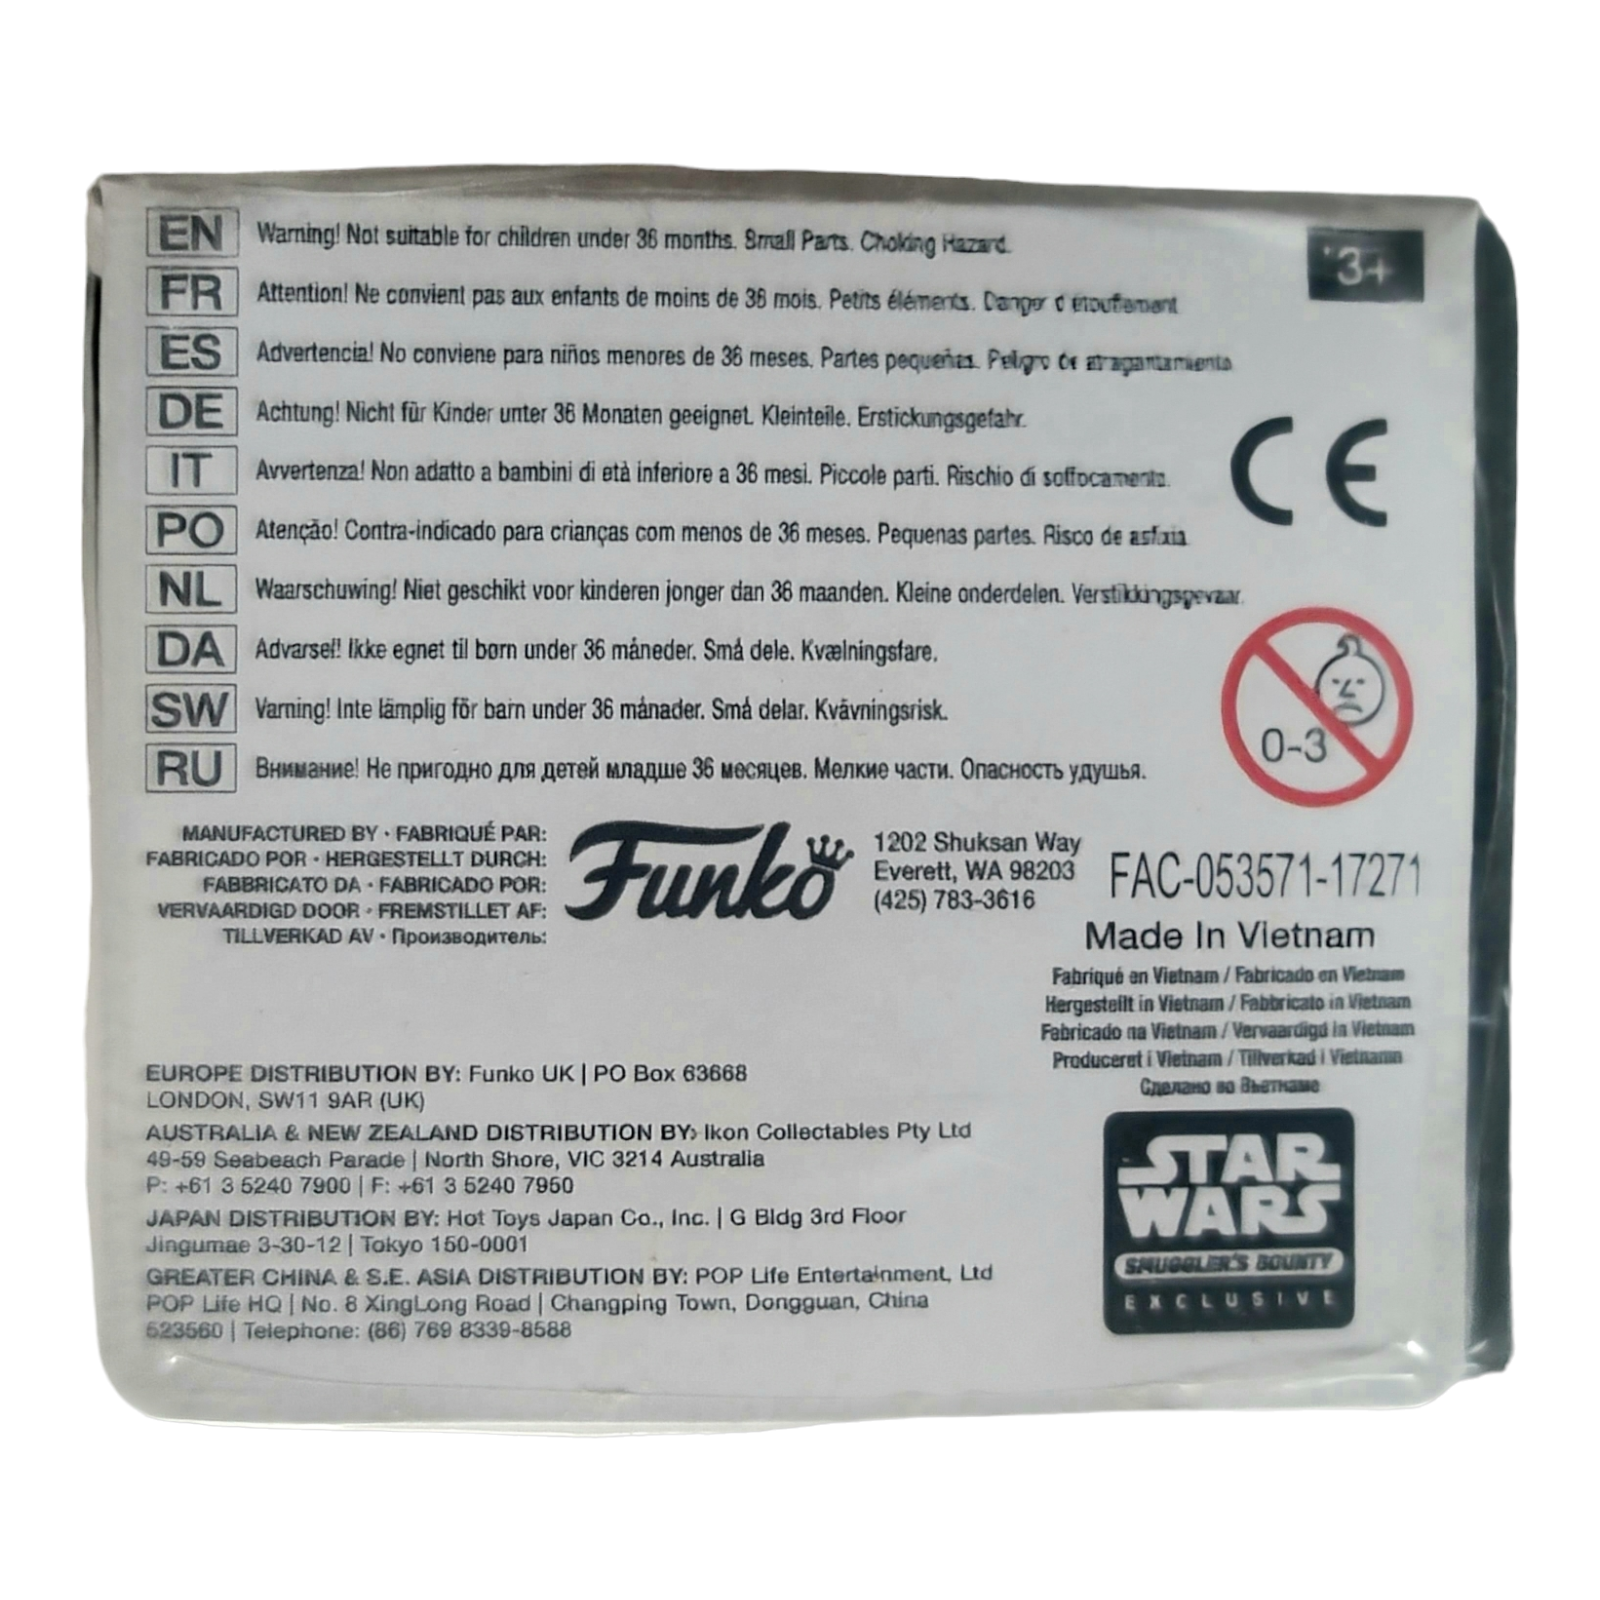 EN Warning! Not suitable for children under 36 months. Small Parts. Choking Hazard.
3+
FR Attention! Ne convient pas aux enfants de moins de 36 mois. Petits éléments. Danger d'étouffement
ES Advertencia! No conviene para niños menores de 36 meses. Partes pequeñas. Peligro de atragantamiento
DE Achtung! Nicht für Kinder unter 36 Monaten geeignet. Kleinteile. Erstickungsgefahr.
IT Avvertenza! Non adatto a bambini di età inferiore a 36 mesi. Piccole parti. Rischio di soffocamento.
CE
PO Atenção! Contra-indicado para crianças com menos de 36 meses. Pequenas partes. Risco de asfixia
NL Waarschuwing! Niet geschikt voor kinderen jonger dan 36 maanden. Kleine onderdelen. Verstikkingsgevaar.
DA Advarsel! Ikke egnet til børn under 36 måneder. Små dele. Kvælningsfare.
SW Varning! Inte lämplig för barn under 36 månader. Små delar. Kvävningsrisk.
0-3
RU Внимание! Не пригодно для детей младше 36 месяцев. Мелкие части. Опасность удушья.
MANUFACTURED BY • FABRIQUÉ PAR:
FABRICADO POR • HERGESTELLT DURCH:
FABBRICATO DA • FABRICADO POR:
VERVAARDIGD DOOR • FREMSTILLET AF:
TILLVERKAD AV • Производитель:
Funko
1202 Shuksan Way
Everett, WA 98203
(425) 783-3616
FAC-053571-17271
Made In Vietnam
Fabriqué en Vietnam / Fabricado en Vietnam
Hergestellt in Vietnam / Fabbricato in Vietnam
Fabricado na Vietnam / Vervaardigd in Vietnam
Produceret i Vietnam / Tillverkad i Vietnamn
Сделано во Вьетнаме
EUROPE DISTRIBUTION BY: Funko UK | PO Box 63668
LONDON, SW11 9AR (UK)
AUSTRALIA & NEW ZEALAND DISTRIBUTION BY: Ikon Collectables Pty Ltd
49-59 Seabeach Parade | North Shore, VIC 3214 Australia
P: +61 3 5240 7900 | F: +61 3 5240 7950
JAPAN DISTRIBUTION BY: Hot Toys Japan Co., Inc. | G Bldg 3rd Floor
Jingumae 3-30-12 | Tokyo 150-0001
GREATER CHINA & S.E. ASIA DISTRIBUTION BY: POP Life Entertainment, Ltd
POP Life HQ | No. 8 XingLong Road | Changping Town, Dongguan, China
523560 | Telephone: (86) 769 8339-8588
STAR
WARS
SMUGGLER'S BOUNTY
EXCLUSIVE